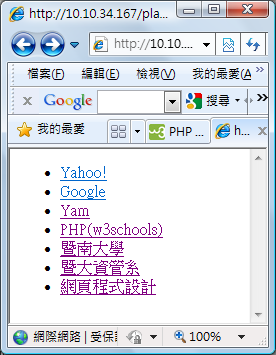 http://10.10.34.167/pla...
http://10.10....
檔案(F) 編輯(E) 檢視(V) 我的最愛(A
x Google 搜尋 »
我的最愛 PHP ... h...
Yahoo!
Google
Yam
PHP(w3schools)
暨南大學
暨大資管系
網頁程式設計
網際網路 | 受保 100%